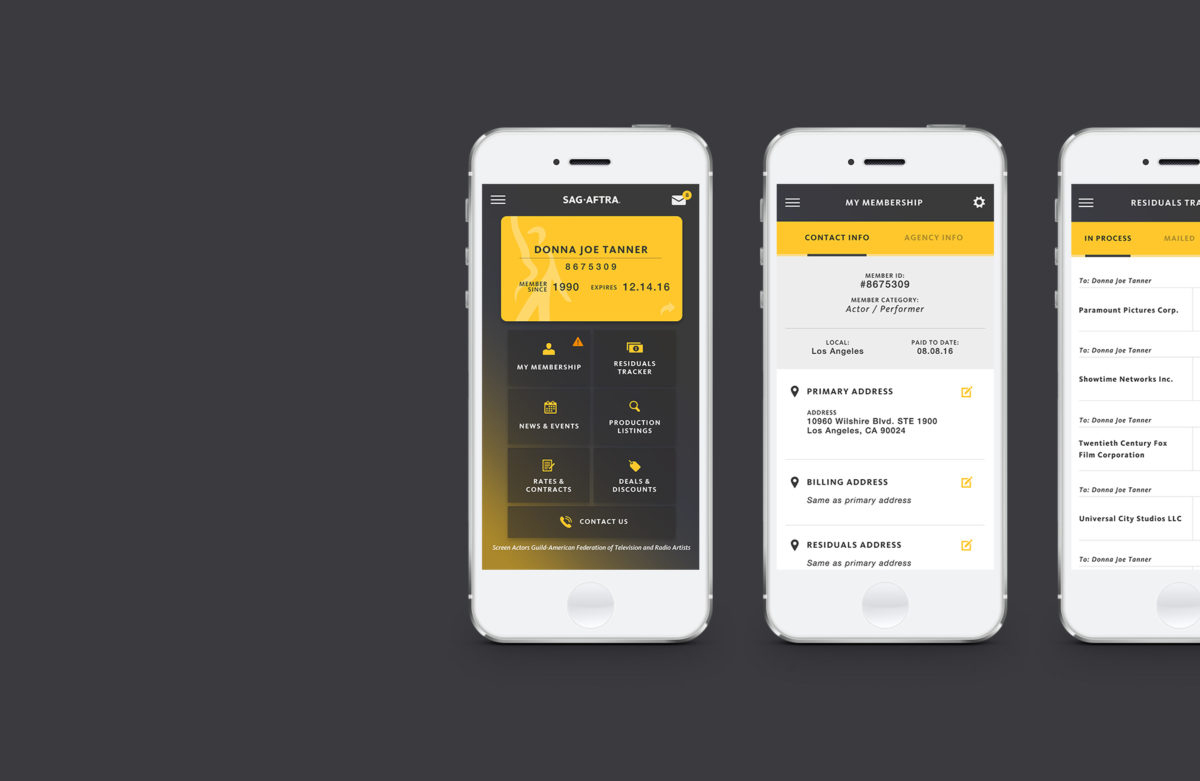 SAG·AFTRA.
DONNA JOE TANNER
8675309
MEMBER SINCE 1990 EXPIRES 12.14.16
MY MEMBERSHIP
RESIDUALS
TRACKER
NEWS & EVENTS
PRODUCTION
LISTINGS
RATES &
CONTRACTS
DEALS &
DISCOUNTS
CONTACT US
Screen Actors Guild-American Federation of Television and Radio Artists
MY MEMBERSHIP
CONTACT INFO AGENCY INFO
MEMBER ID:
#8675309
MEMBER CATEGORY:
Actor / Performer
LOCAL: PAID TO DATE:
Los Angeles 08.08.16
PRIMARY ADDRESS
ADDRESS
10960 Wilshire Blvd. STE 1900
Los Angeles, CA 90024
BILLING ADDRESS
Same as primary address
RESIDUALS ADDRESS
Same as primary address
RESIDUALS TRA
IN PROCESS MAILED
To: Donna Joe Tanner
Paramount Pictures Corp.
To: Donna Joe Tanner
Showtime Networks Inc.
To: Donna Joe Tanner
Twentieth Century Fox
Film Corporation
To: Donna Joe Tanner
Universal City Studios LLC
To: Donna Joe Tanner